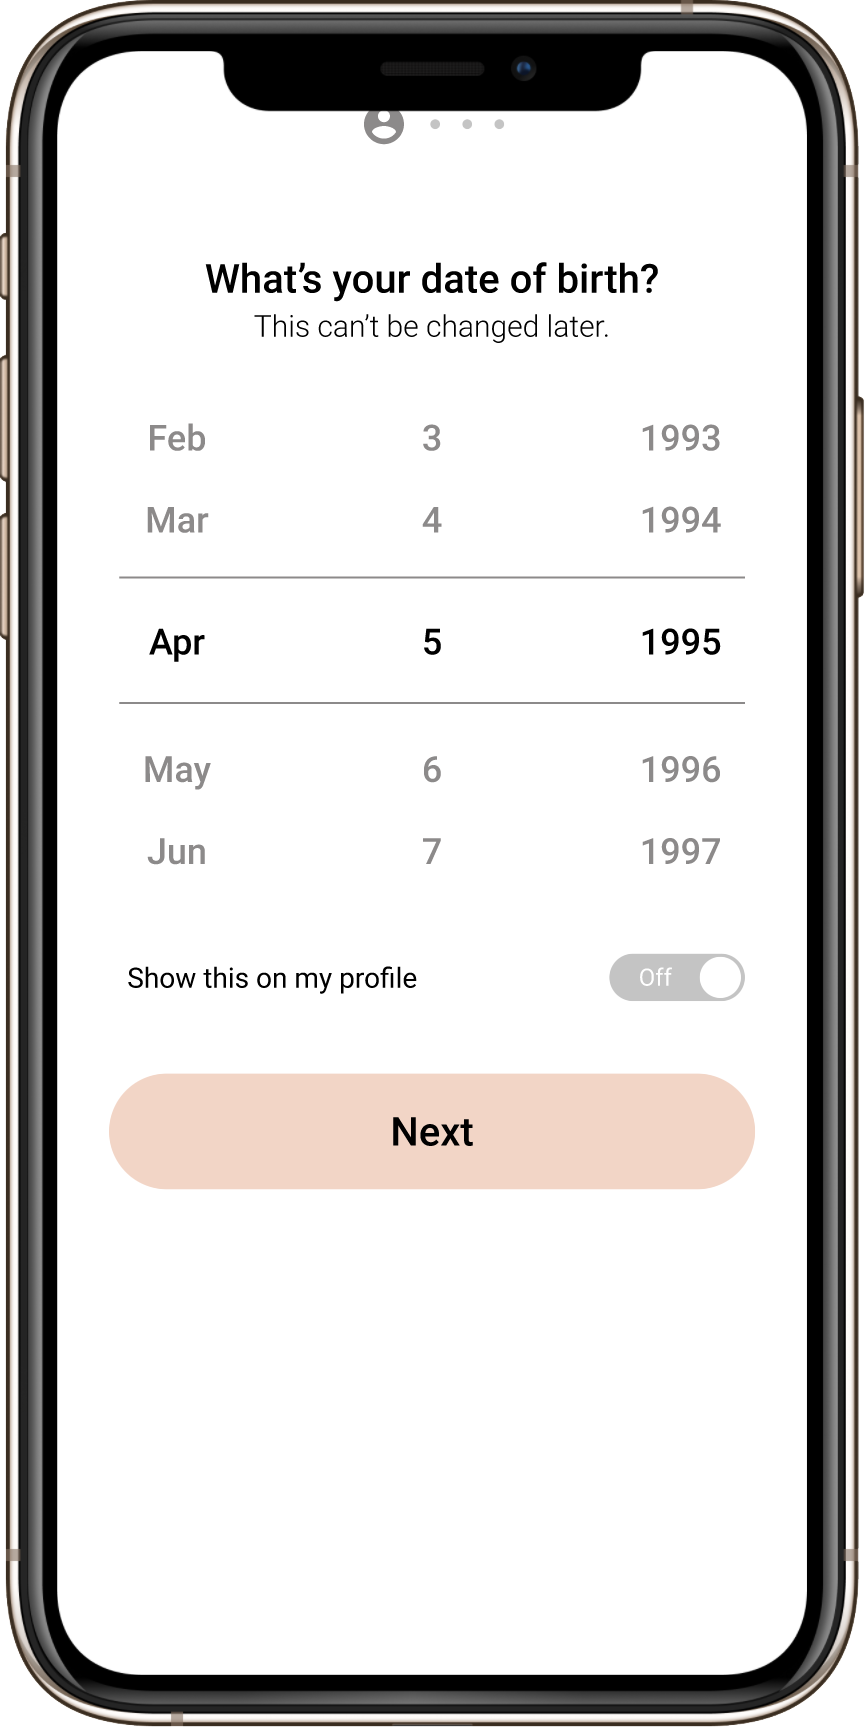 What’s your date of birth?
This can’t be changed later.
Feb 3 1993
Mar 4 1994
Apr 5 1995
May 6 1996
Jun 7 1997
Show this on my profile Off
Next